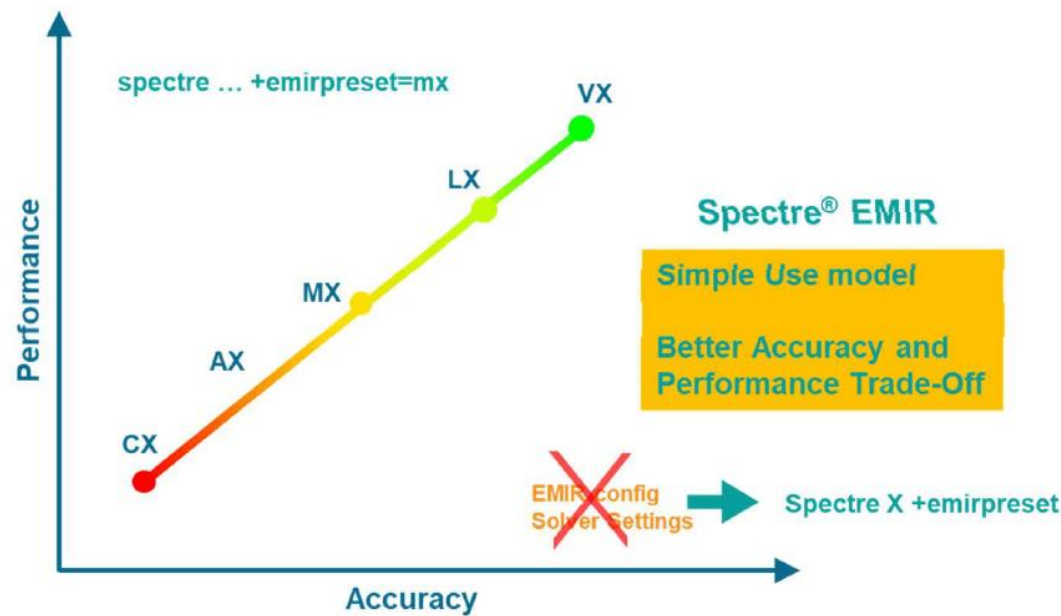 spectre ... +emirpreset=mx
VX
LX
MX
AX
CX
Performance
Accuracy
Spectre® EMIR
Simple Use model
Better Accuracy and
Performance Trade-Off
EMIR config
Solver Settings
Spectre X +emirpreset